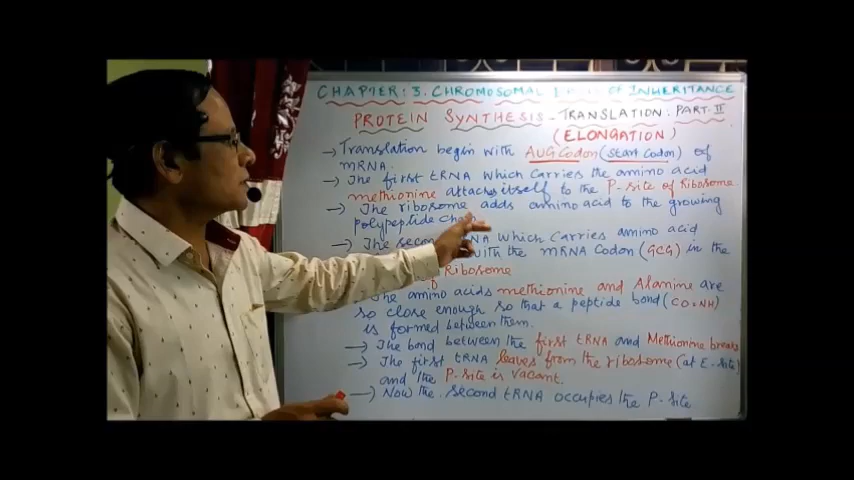 CHAPTER: 3. CHROMOSOMAL OF INHERITANCE
PROTEIN SYNTHESIS - TRANSLATION: PART-II
(ELONGATION)
→ Translation begin with AUG Codon (start Codon) of
mRNA.
→ The first tRNA which carries the amino acid
methionine attaches itself to the P-site of Ribosome
→ The ribosome adds amino acid to the growing
polypeptide
→ The which carries amino acid
with the mRNA Codon (GCG) in the
Ribosome
The amino acids methionine and Alanine are
so close enough so that a peptide bond (CO-NH)
is formed between them.
→ The bond between the first tRNA and Methionine breaks
→ The first tRNA leaves from the ribosome (at E-site)
and the P-site is vacant.
→ Now the second tRNA occupies the P-site